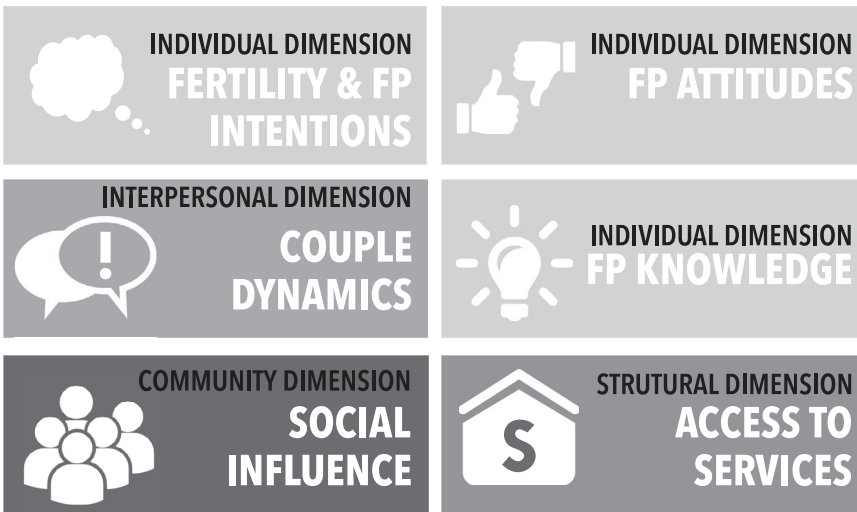 INDIVIDUAL DIMENSION
FERTILITY & FP
INTENTIONS
INDIVIDUAL DIMENSION
FP ATTITUDES
INTERPERSONAL DIMENSION
!
COUPLE
DYNAMICS
INDIVIDUAL DIMENSION
FP KNOWLEDGE
COMMUNITY DIMENSION
SOCIAL
INFLUENCE
STRUTURAL DIMENSION
S
ACCESS TO
SERVICES